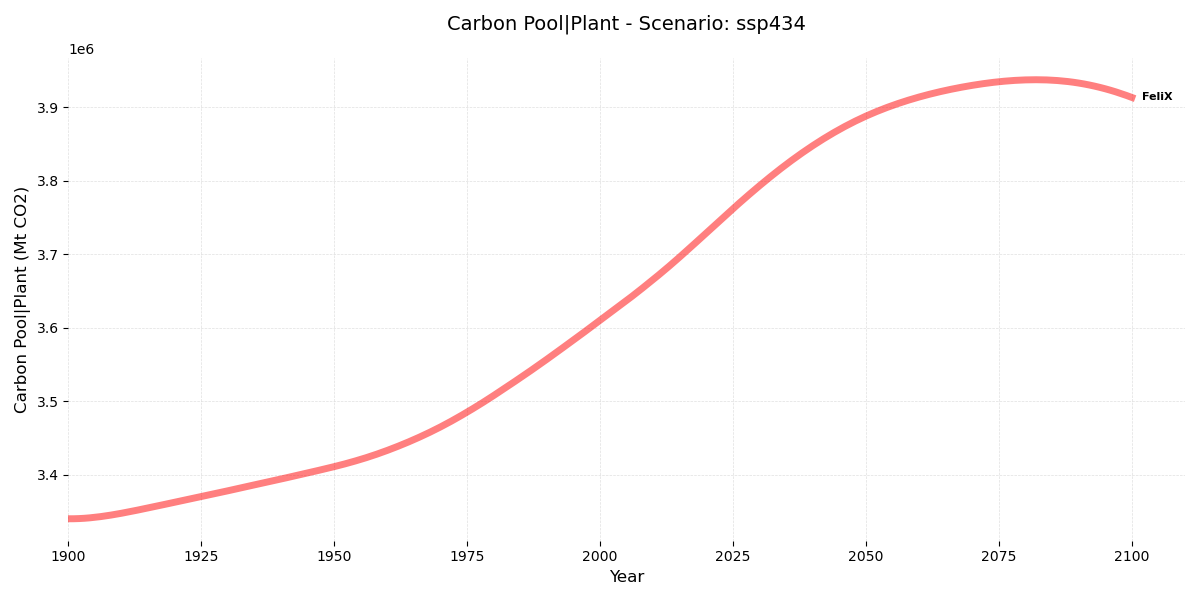 Carbon Pool|Plant - Scenario: ssp434
1e6
3.9
3.8
3.7
3.6
3.5
3.4
Carbon Pool|Plant (Mt CO2)
FeliX
1900 1925 1950 1975 2000 2025 2050 2075 2100
Year